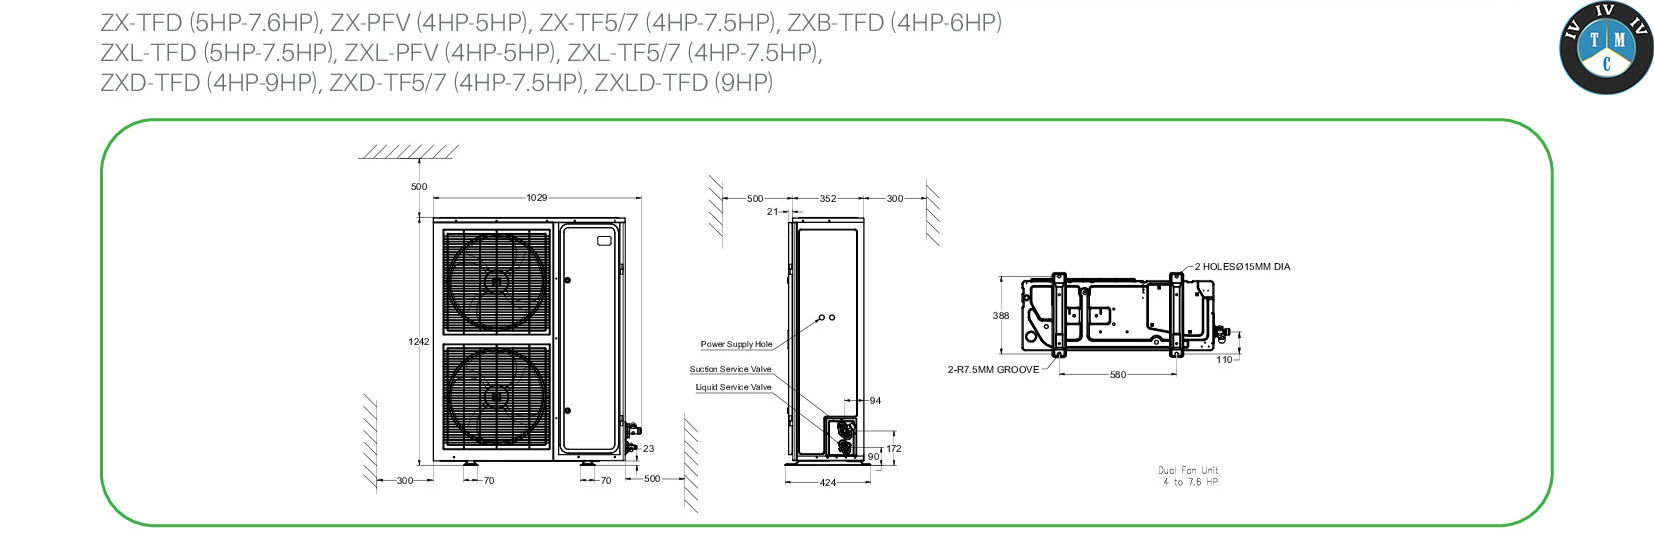 ZX-TFD (5HP-7.6HP), ZX-PFV (4HP-5HP), ZX-TF5/7 (4HP-7.5HP), ZXB-TFD (4HP-6HP)
ZXL-TFD (5HP-7.5HP), ZXL-PFV (4HP-5HP), ZXL-TF5/7 (4HP-7.5HP),
ZXD-TFD (4HP-9HP), ZXD-TF5/7 (4HP-7.5HP), ZXLD-TFD (9HP)
IV IV IV
T M
C
500
1029
1242
300
70
70
500
23
500
352
300
21
Power Supply Hole
Suction Service Valve
Liquid Service Valve
94
172
90
424
2 HOLESØ15MM DIA
388
110
2-R7.5MM GROOVE
580
Dual Fan Unit
4 to 7.6 HP